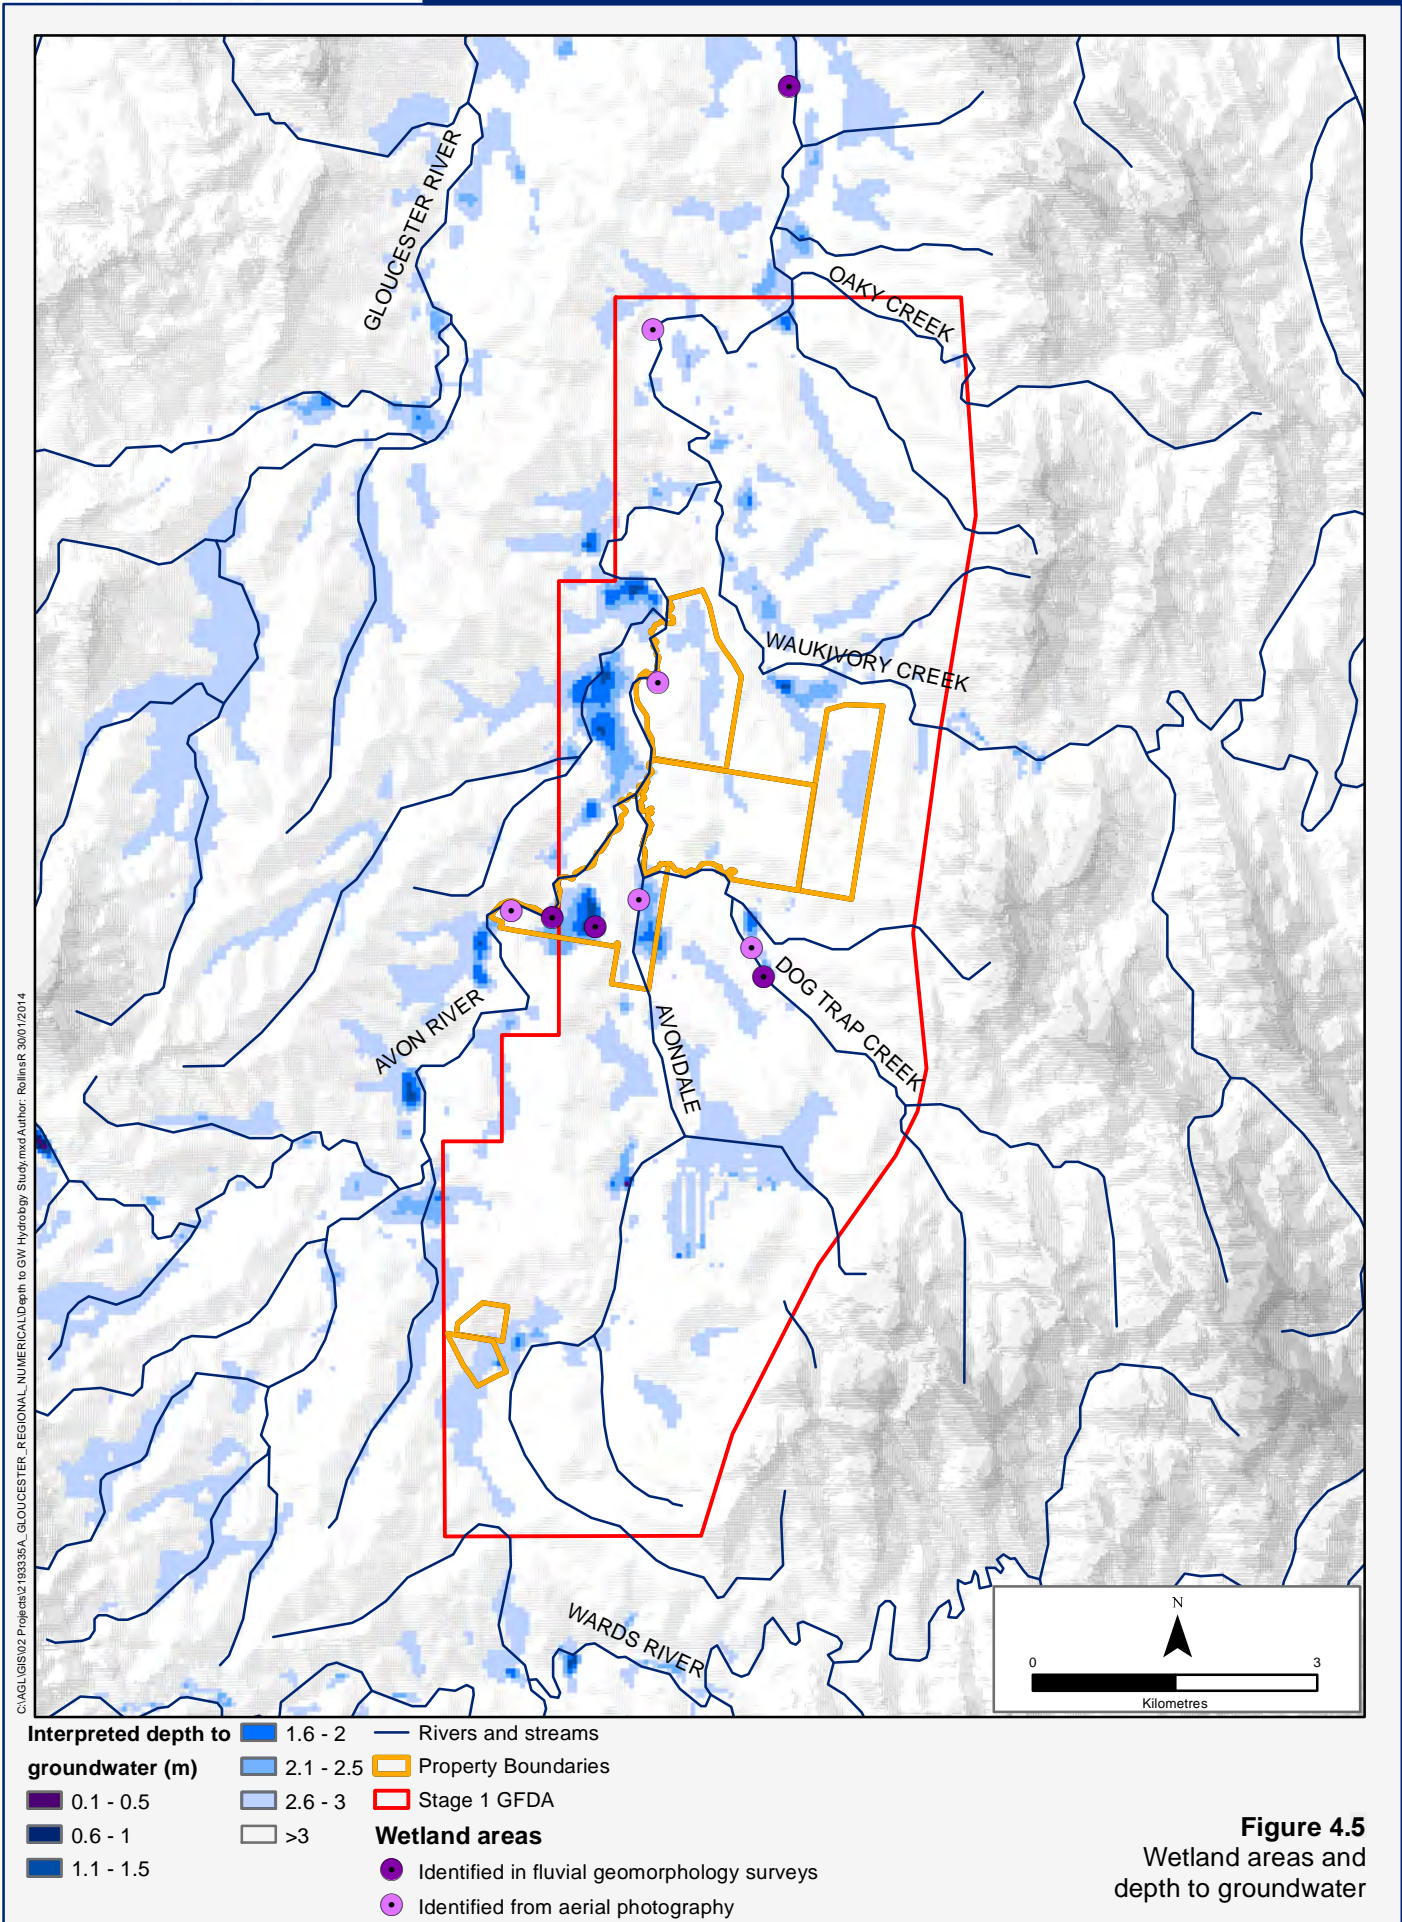 GLOUCESTER RIVER
OAKY CREEK
WAUKIVORY CREEK
DOG TRAP CREEK
AVON RIVER
AVONDALE
WARDS RIVER
N
0 3
Kilometres
C:\AGL\GIS\02 Projects\2193335A_GLOUCESTER_REGIONAL_NUMERICAL\Depth to GW Hydrology Study.mxd Author: RollinsR 30/01/2014
Interpreted depth to
groundwater (m)
0.1 - 0.5
0.6 - 1
1.1 - 1.5
1.6 - 2
2.1 - 2.5
2.6 - 3
>3
Rivers and streams
Property Boundaries
Stage 1 GFDA
Wetland areas
Identified in fluvial geomorphology surveys
Identified from aerial photography
Figure 4.5
Wetland areas and
depth to groundwater